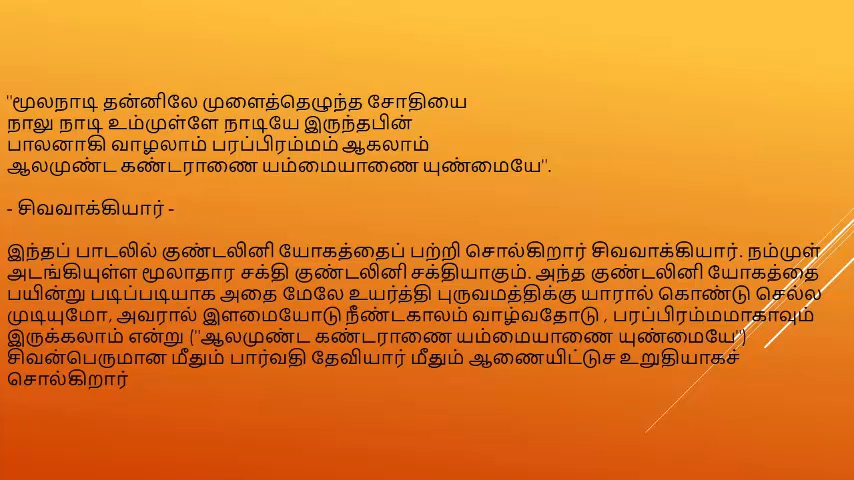 "மூலநாடி தன்னிலே முளைத்தெழுந்த சோதியை
நாலு நாடி உம்முள்ளே நாடியே இருந்தபின்
பாலனாகி வாழலாம் பரப்பிரம்மம் ஆகலாம்
ஆலமுண்ட கண்டராணை யம்மையாணை யுண்மையே".
- சிவவாக்கியார் -
இந்தப் பாடலில் குண்டலினி யோகத்தைப் பற்றி சொல்கிறார் சிவவாக்கியார். நம்முள்
அடங்கியுள்ள மூலாதார சக்தி குண்டலினி சக்தியாகும். அந்த குண்டலினி யோகத்தை
பயின்று படிப்படியாக அதை மேலே உயர்த்தி புருவமத்திக்கு யாரால் கொண்டு செல்ல
முடியுமோ, அவரால் இளமையோடு நீண்டகாலம் வாழ்வதோடு , பரப்பிரம்மமாகாவும்
இருக்கலாம் என்று ("ஆலமுண்ட கண்டராணை யம்மையாணை யுண்மையே")
சிவன்பெருமான மீதும் பார்வதி தேவியார் மீதும் ஆணையிட்டுச உறுதியாகச்
சொல்கிறார்